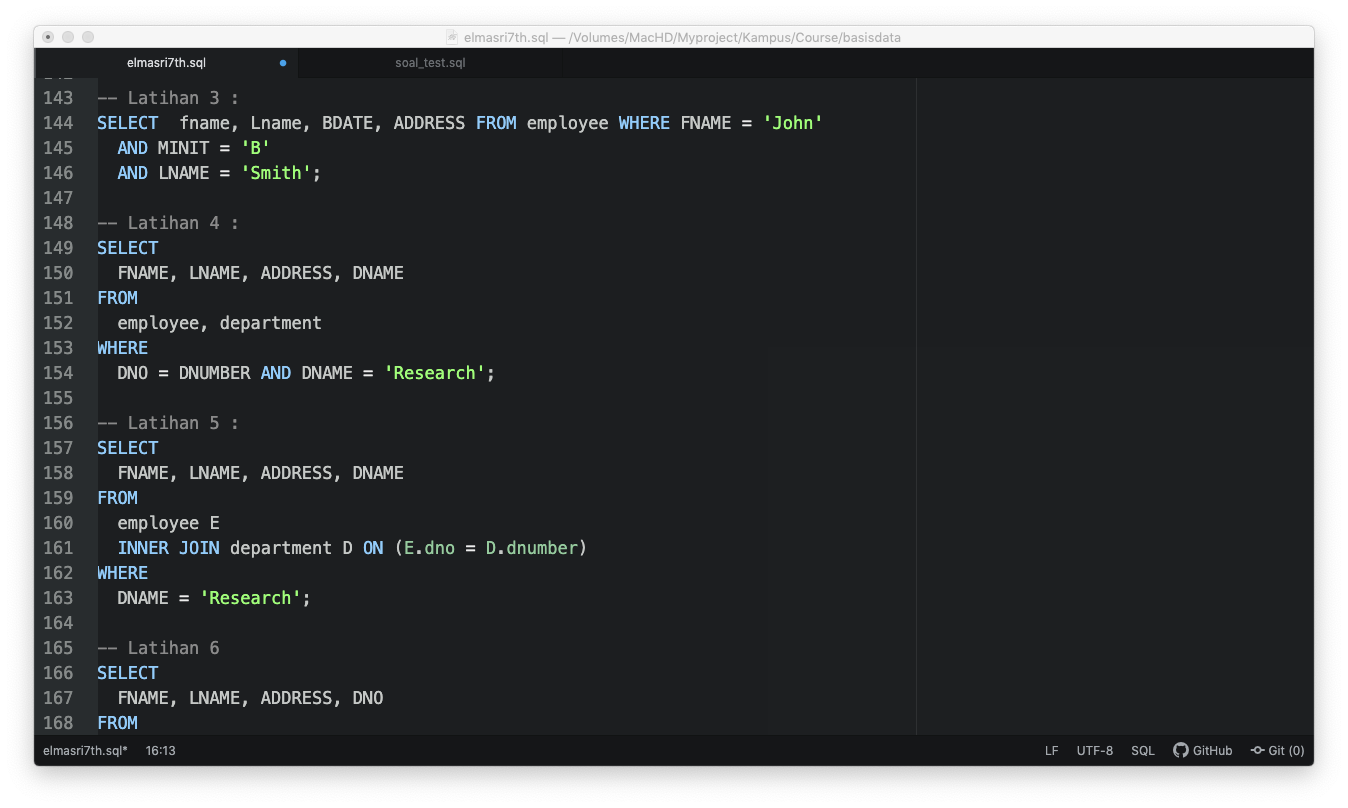 elmasri7th.sql — /Volumes/MacHD/Myproject/Kampus/Course/basisdata
elmasri7th.sql soal_test.sql
143 -- Latihan 3 :
144 SELECT  fname, Lname, BDATE, ADDRESS FROM employee WHERE FNAME = 'John'
145   AND MINIT = 'B'
146   AND LNAME = 'Smith';
147
148 -- Latihan 4 :
149 SELECT
150   FNAME, LNAME, ADDRESS, DNAME
151 FROM
152   employee, department
153 WHERE
154   DNO = DNUMBER AND DNAME = 'Research';
155
156 -- Latihan 5 :
157 SELECT
158   FNAME, LNAME, ADDRESS, DNAME
159 FROM
160   employee E
161   INNER JOIN department D ON (E.dno = D.dnumber)
162 WHERE
163   DNAME = 'Research';
164
165 -- Latihan 6
166 SELECT
167   FNAME, LNAME, ADDRESS, DNO
168 FROM
elmasri7th.sql* 16:13 LF UTF-8 SQL GitHub Git (0)